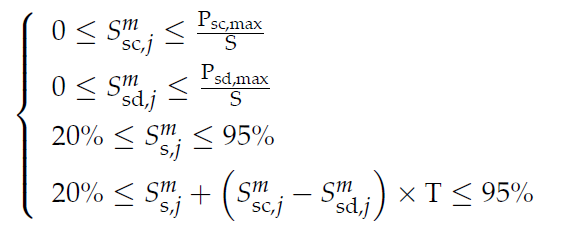 0 ≤ S^m_{sc,j} ≤ P_{sc,max}/S
0 ≤ S^m_{sd,j} ≤ P_{sd,max}/S
20% ≤ S^m_{s,j} ≤ 95%
20% ≤ S^m_{s,j} + (S^m_{sc,j} − S^m_{sd,j}) × T ≤ 95%